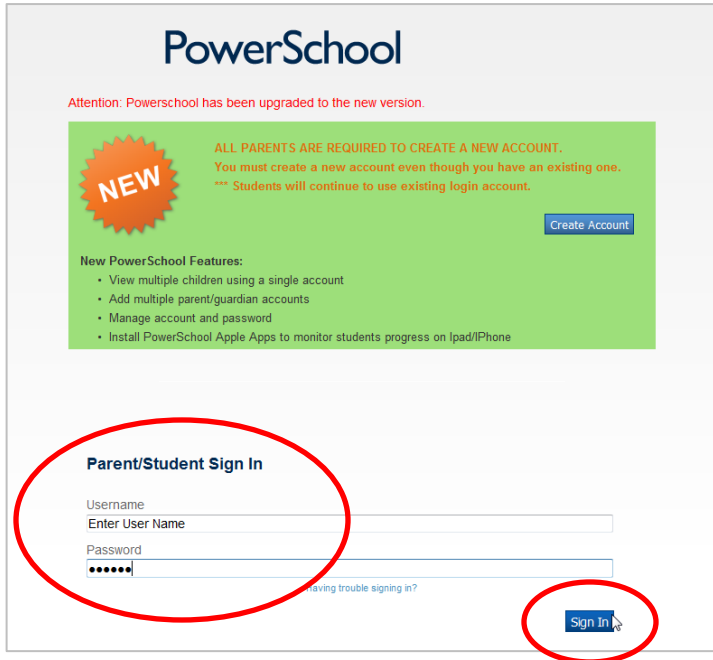 PowerSchool
Attention: Powerschool has been upgraded to the new version.
NEW
ALL PARENTS ARE REQUIRED TO CREATE A NEW ACCOUNT.
You must create a new account even though you have an existing one.
*** Students will continue to use existing login account.
Create Account
New PowerSchool Features:
• View multiple children using a single account
• Add multiple parent/guardian accounts
• Manage account and password
• Install PowerSchool Apple Apps to monitor students progress on Ipad/IPhone
Parent/Student Sign In
Username
Enter User Name
Password
••••••
having trouble signing in?
Sign In